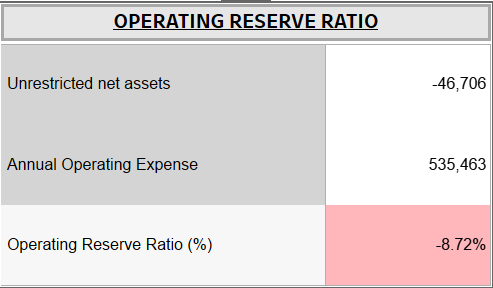 OPERATING RESERVE RATIO
Unrestricted net assets -46,706
Annual Operating Expense 535,463
Operating Reserve Ratio (%) -8.72%